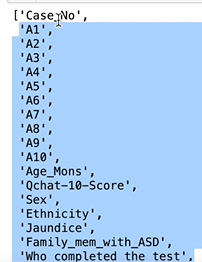 ['Case_No',
'A1',
'A2',
'A3',
'A4',
'A5',
'A6',
'A7',
'A8',
'A9',
'A10',
'Age_Mons',
'Qchat-10-Score',
'Sex',
'Ethnicity',
'Jaundice',
'Family_mem_with_ASD',
'Who completed the test',